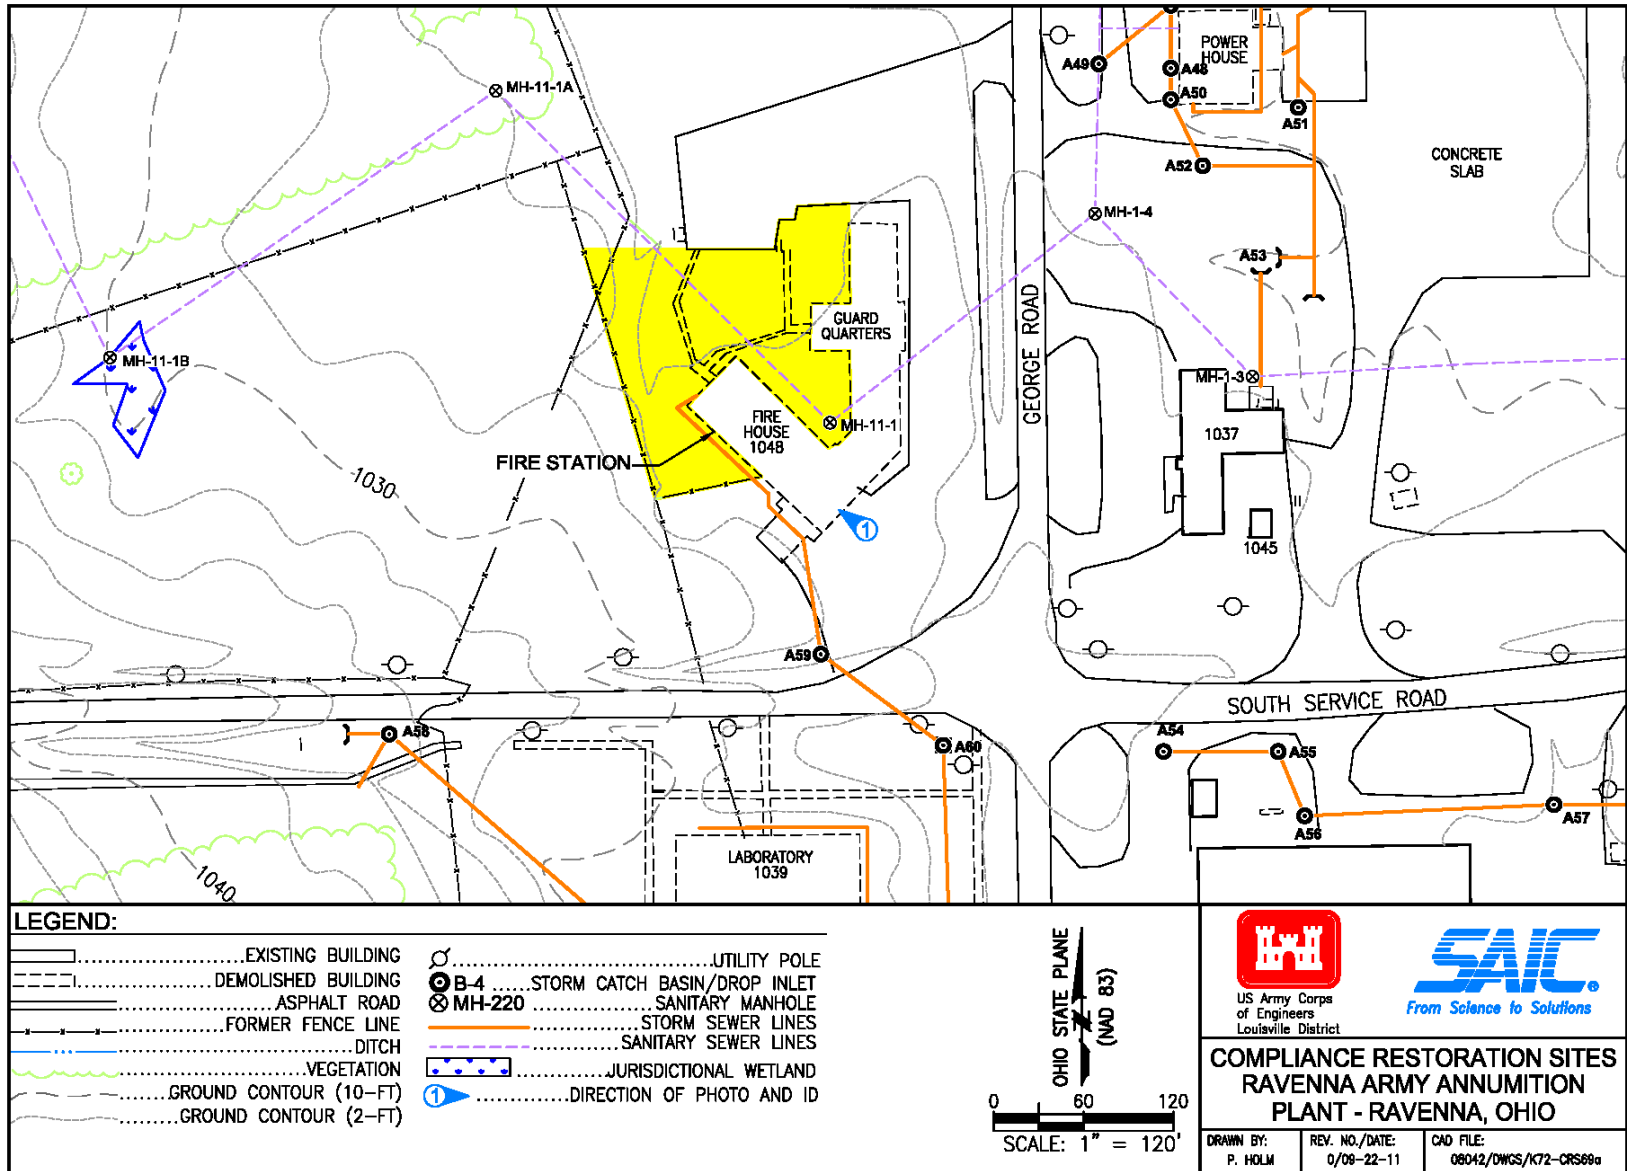 MH-11-1A
A49
A48
A50
POWER
HOUSE
A51
A52
CONCRETE
SLAB
MH-1-4
A53
GEORGE ROAD
GUARD
QUARTERS
MH-11-1B
MH-1-3
FIRE
HOUSE
1048
MH-11-1
1037
FIRE STATION
1030
1
1045
A59
SOUTH SERVICE ROAD
A58
A60
A54
A55
A56
A57
LABORATORY
1039
1040
LEGEND:
EXISTING BUILDING
DEMOLISHED BUILDING
ASPHALT ROAD
FORMER FENCE LINE
DITCH
VEGETATION
GROUND CONTOUR (10-FT)
GROUND CONTOUR (2-FT)
UTILITY POLE
B-4 ...... STORM CATCH BASIN/DROP INLET
MH-220 ............ SANITARY MANHOLE
STORM SEWER LINES
SANITARY SEWER LINES
JURISDICTIONAL WETLAND
1 ............ DIRECTION OF PHOTO AND ID
OHIO STATE PLANE
(NAD 83)
0 60 120
SCALE: 1" = 120'
US Army Corps
of Engineers
Louisville District
SAIC®
From Science to Solutions
COMPLIANCE RESTORATION SITES
RAVENNA ARMY ANNUMITION
PLANT - RAVENNA, OHIO
DRAWN BY:
P. HOLM
REV. NO./DATE:
0/09-22-11
CAD FILE:
08042/DWGS/K72-CRS69a